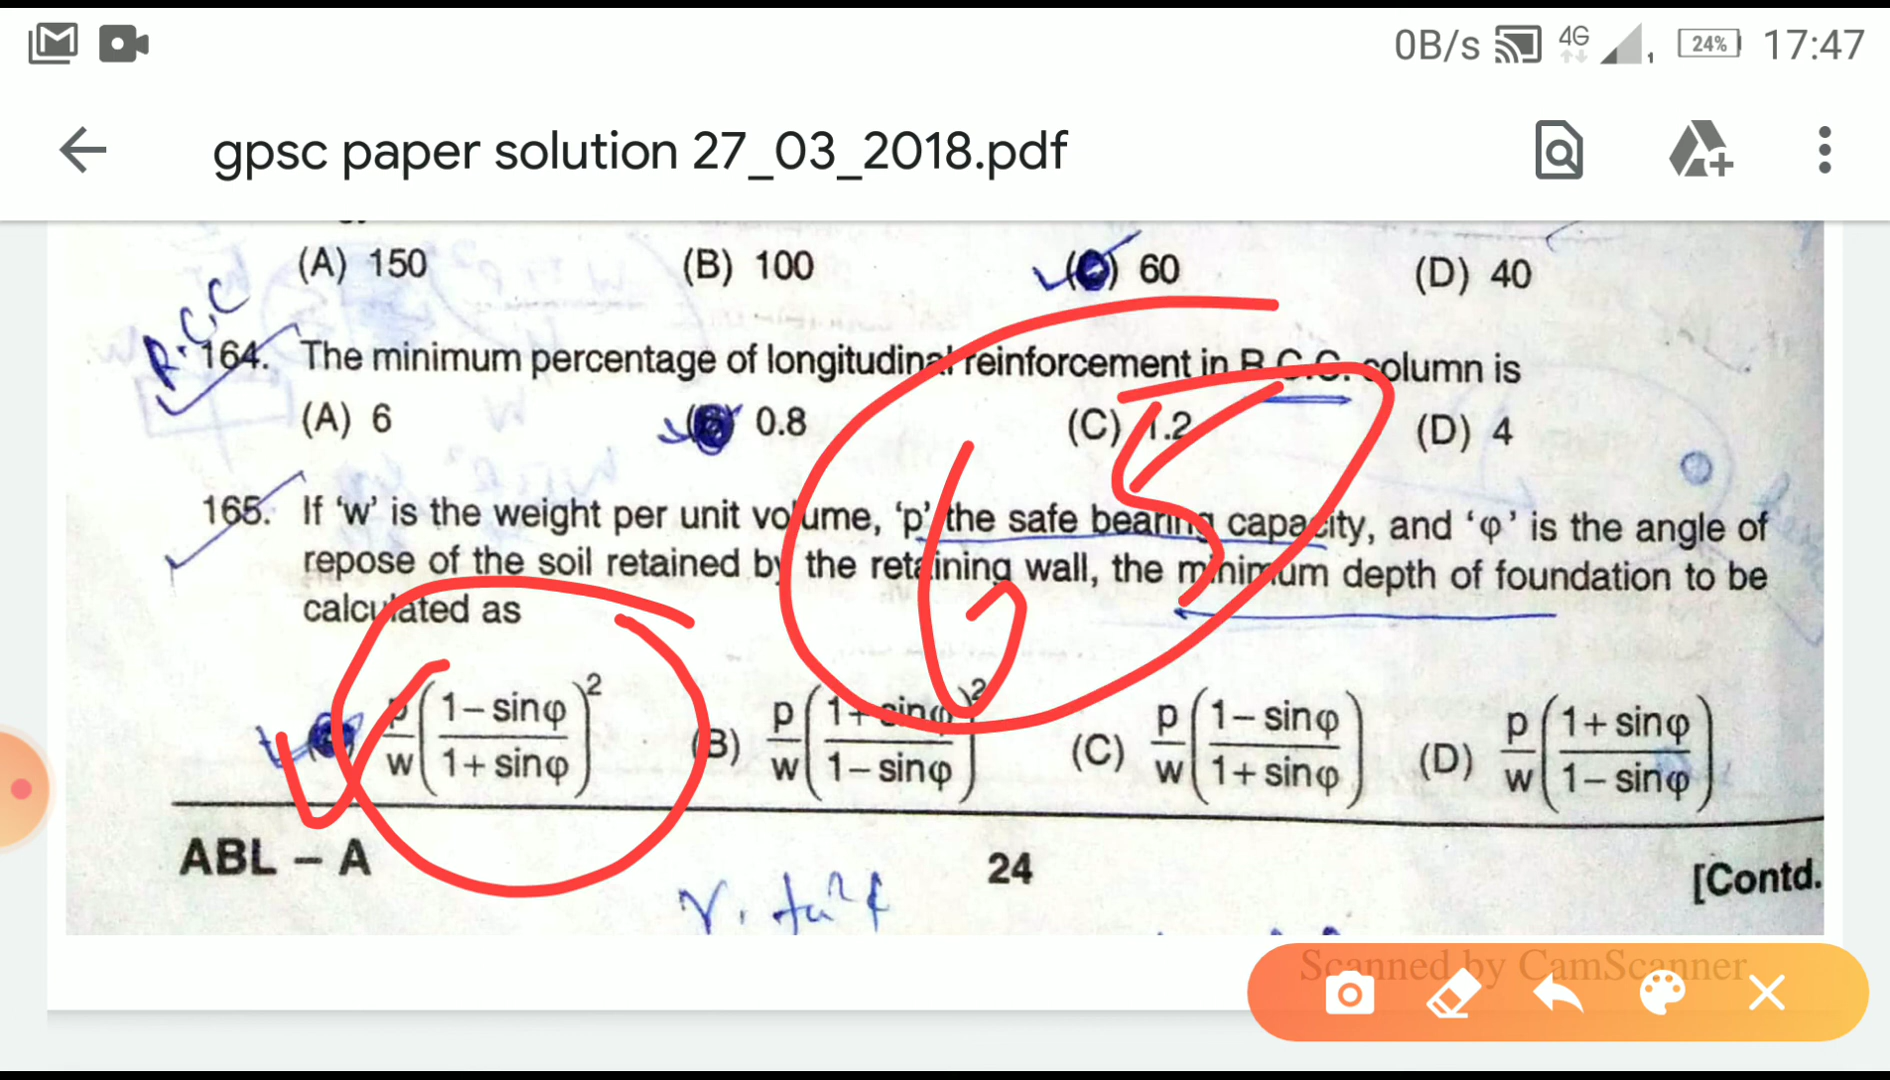 0B/s 4G 1 24% 17:47
gpsc paper solution 27_03_2018.pdf
(A) 150 (B) 100 (C) 60 (D) 40
R.C.C
164. The minimum percentage of longitudinal reinforcement in R.C.C. column is
(A) 6 0.8 (C) 1.2 (D) 4
165. If ‘w’ is the weight per unit volume, ‘p’ the safe bearing capacity, and ‘φ’ is the angle of
repose of the soil retained by the retaining wall, the minimum depth of foundation to be
calculated as
p/w (1– sinφ / 1+ sinφ)² (B) p/w (1+ sinφ / 1– sinφ)² (C) p/w (1– sinφ / 1+ sinφ) (D) p/w (1+ sinφ / 1– sinφ)
65
ABL – A 24 [Contd.
Scanned by CamScanner